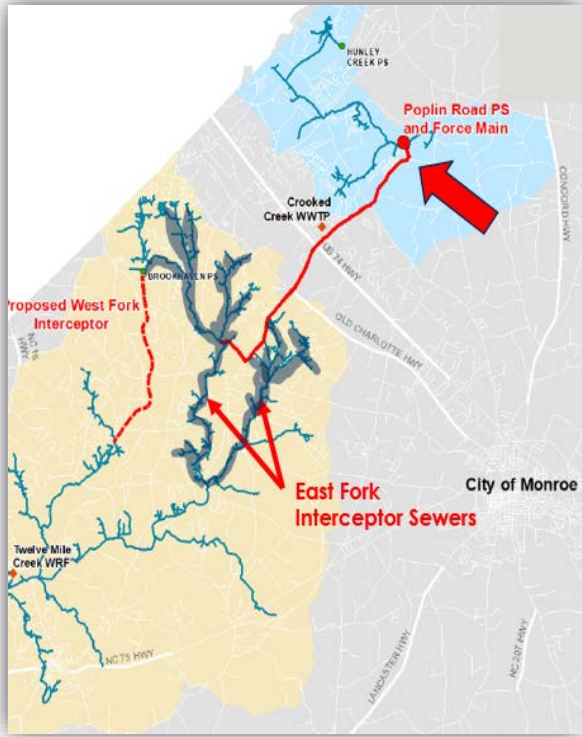 HUNLEY
CREEK PS
Poplin Road PS
and Force Main
CONCORD HWY
Crooked
Creek WWTP
US 74 HWY
BROOKHAVEN PS
Proposed West Fork
Interceptor
NC 16
HWY
OLD CHARLOTTE HWY
East Fork
Interceptor Sewers
City of Monroe
Twelve Mile
Creek WRF
NC 75 HWY
LANCASTER HWY
NC 207 HWY